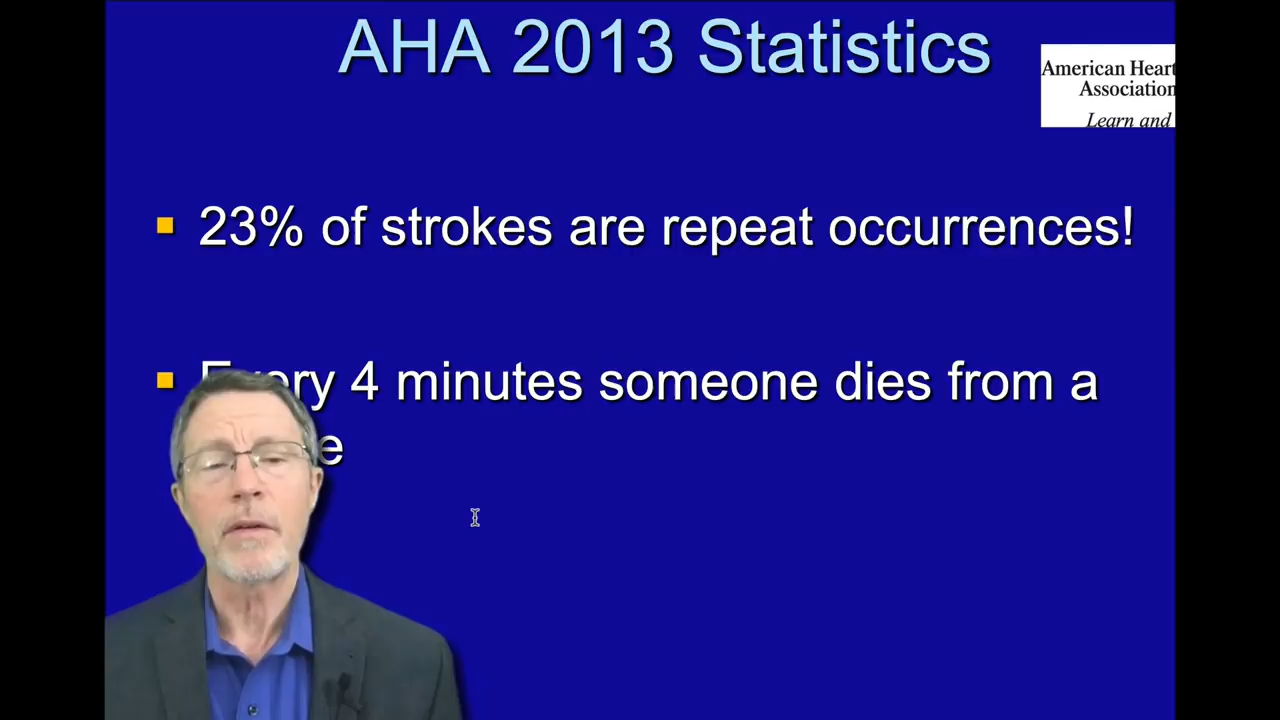 AHA 2013 Statistics
American Heart
Association
Learn and
23% of strokes are repeat occurrences!
4 minutes someone dies from a